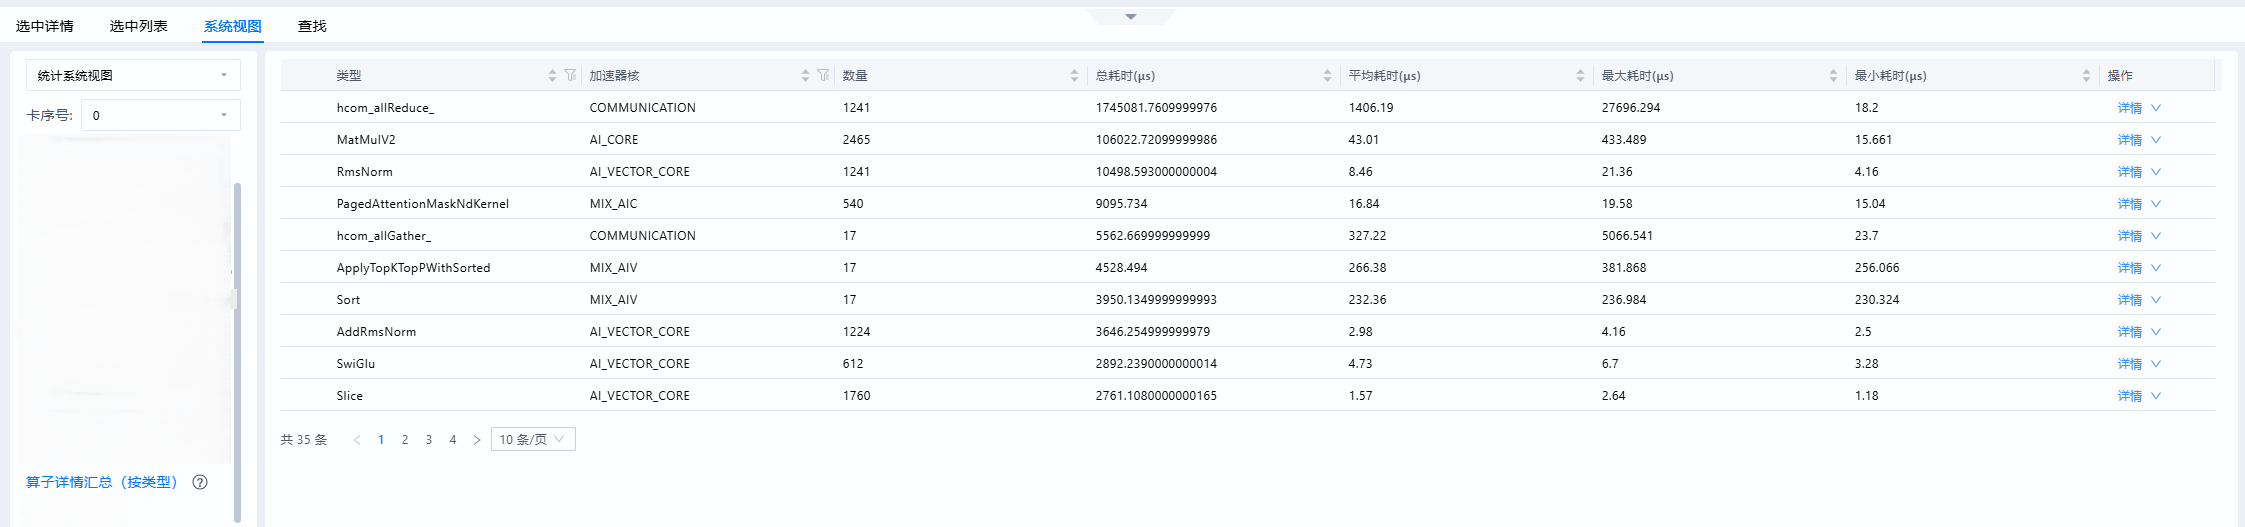 选中详情 选中列表 系统视图 查找
统计系统视图
卡序号: 0
算子详情汇总（按类型） ?
类型 加速器核 数量 总耗时(μs) 平均耗时(μs) 最大耗时(μs) 最小耗时(μs) 操作
hcom_allReduce_ COMMUNICATION 1241 1745081.7609999976 1406.19 27696.294 18.2 详情
MatMulV2 AI_CORE 2465 106022.72099999986 43.01 433.489 15.661 详情
RmsNorm AI_VECTOR_CORE 1241 10498.593000000004 8.46 21.36 4.16 详情
PagedAttentionMaskNdKernel MIX_AIC 540 9095.734 16.84 19.58 15.04 详情
hcom_allGather_ COMMUNICATION 17 5562.669999999999 327.22 5066.541 23.7 详情
ApplyTopKTopPWithSorted MIX_AIV 17 4528.494 266.38 381.868 256.066 详情
Sort MIX_AIV 17 3950.1349999999993 232.36 236.984 230.324 详情
AddRmsNorm AI_VECTOR_CORE 1224 3646.254999999979 2.98 4.16 2.5 详情
SwiGlu AI_VECTOR_CORE 612 2892.2390000000014 4.73 6.7 3.28 详情
Slice AI_VECTOR_CORE 1760 2761.1080000000165 1.57 2.64 1.18 详情
共 35 条 < 1 2 3 4 > 10 条/页